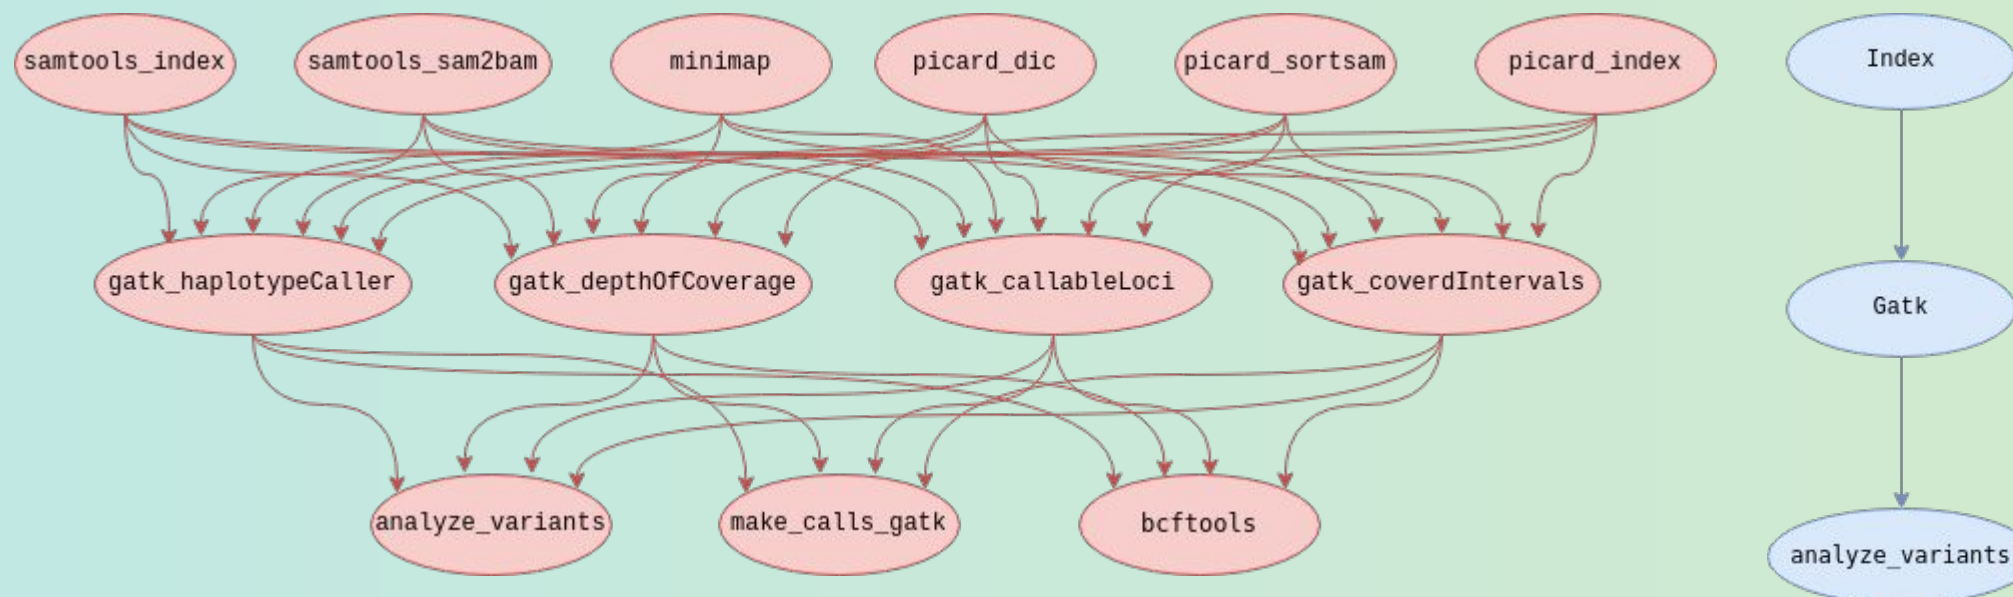 samtools_index
samtools_sam2bam
minimap
picard_dic
picard_sortsam
picard_index
Index
gatk_haplotypeCaller
gatk_depthOfCoverage
gatk_callableLoci
gatk_coverdIntervals
Gatk
analyze_variants
make_calls_gatk
bcftools
analyze_variants